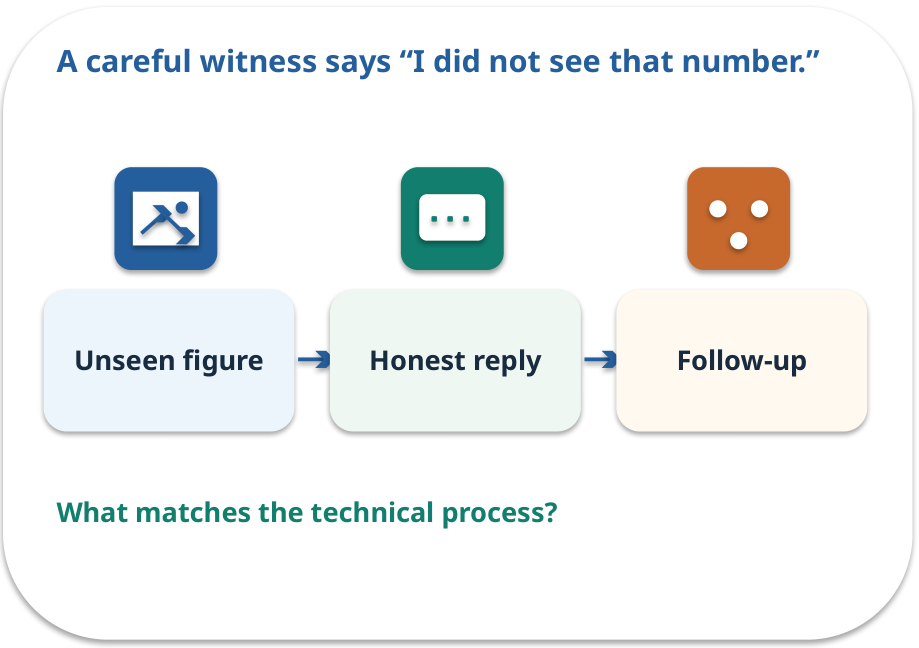 A careful witness says “I did not see that number.”
Unseen figure
Honest reply
Follow-up
What matches the technical process?